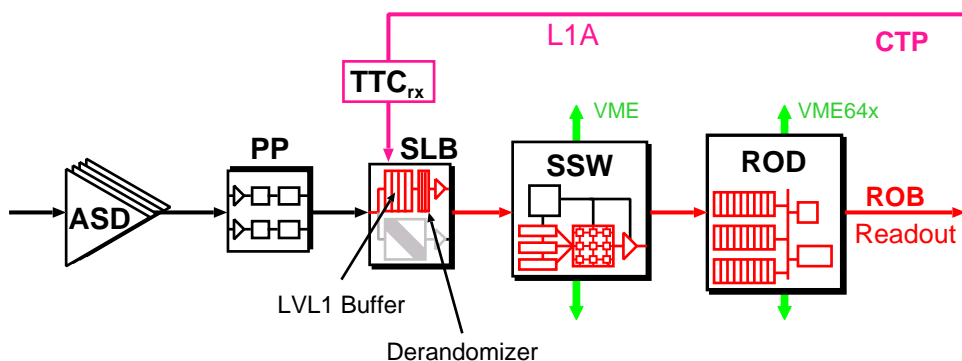 L1A
CTP
TTCrx
VME
VME64x
PP
SLB
SSW
ROD
ASD
ROB
Readout
LVL1 Buffer
Derandomizer